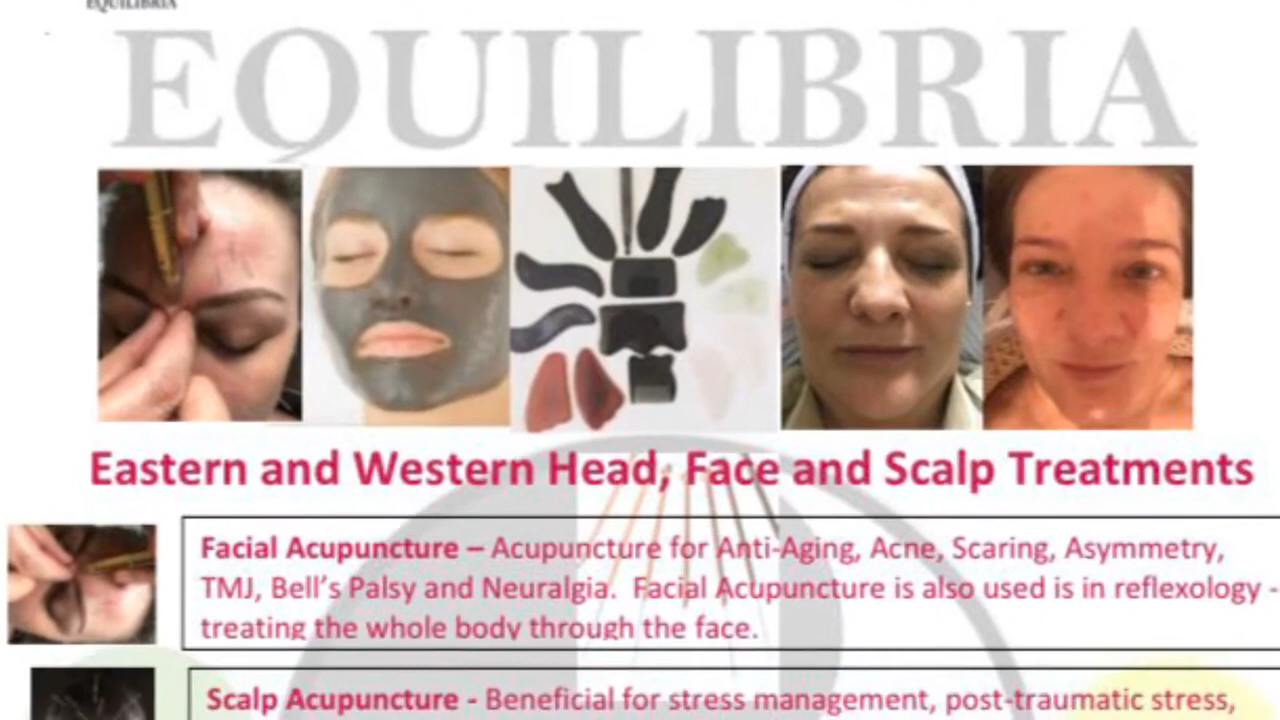 EQUILIBRIA
EQUILIBRIA
Eastern and Western Head, Face and Scalp Treatments
Facial Acupuncture – Acupuncture for Anti-Aging, Acne, Scaring, Asymmetry,
TMJ, Bell's Palsy and Neuralgia. Facial Acupuncture is also used is in reflexology -
treating the whole body through the face.
Scalp Acupuncture - Beneficial for stress management, post-traumatic stress,